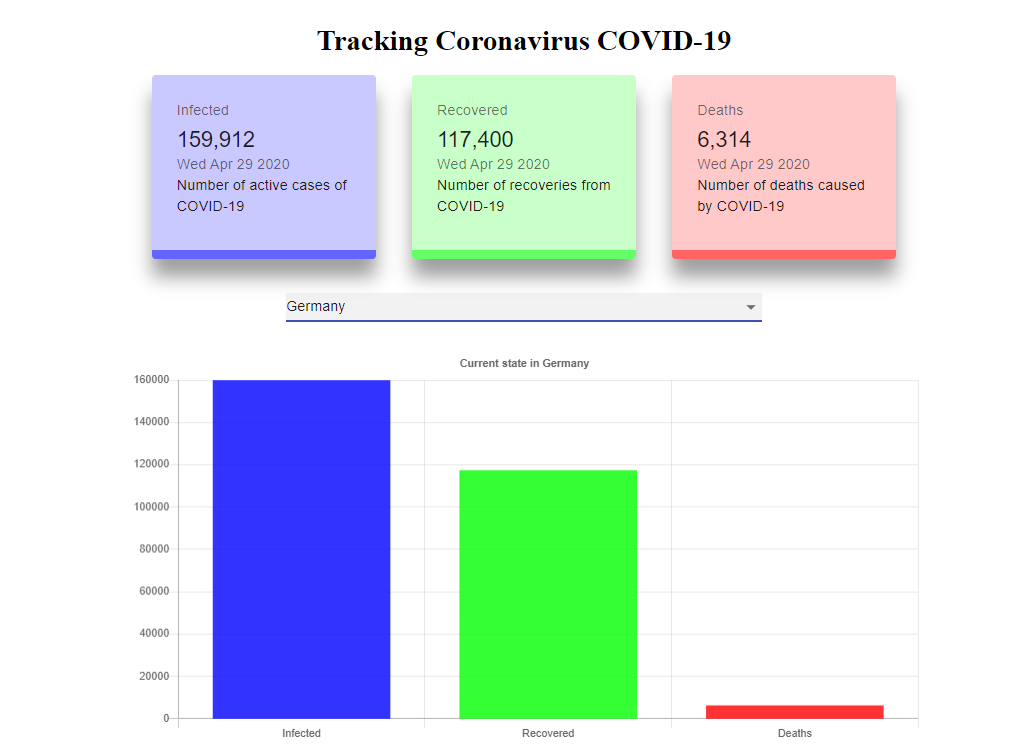 Tracking Coronavirus COVID-19
Infected
159,912
Wed Apr 29 2020
Number of active cases of
COVID-19
Recovered
117,400
Wed Apr 29 2020
Number of recoveries from
COVID-19
Deaths
6,314
Wed Apr 29 2020
Number of deaths caused
by COVID-19
Germany
Current state in Germany
160000
140000
120000
100000
80000
60000
40000
20000
0
Infected
Recovered
Deaths